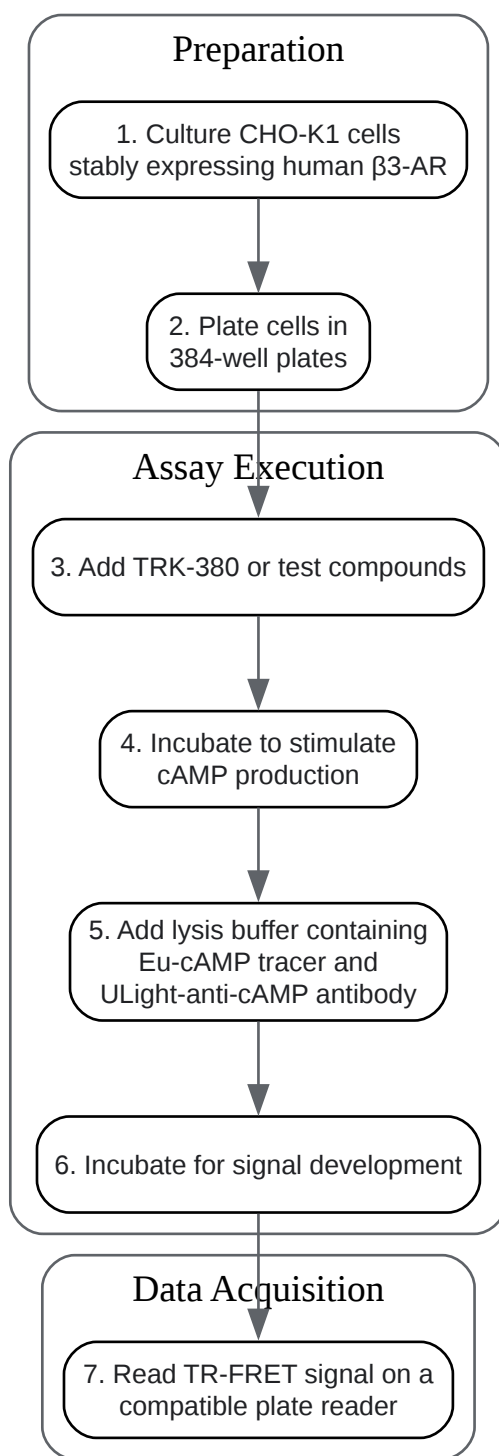 Preparation
1. Culture CHO-K1 cells
stably expressing human β3-AR
2. Plate cells in
384-well plates
Assay Execution
3. Add TRK-380 or test compounds
4. Incubate to stimulate
cAMP production
5. Add lysis buffer containing
Eu-cAMP tracer and
ULight-anti-cAMP antibody
6. Incubate for signal development
Data Acquisition
7. Read TR-FRET signal on a
compatible plate reader